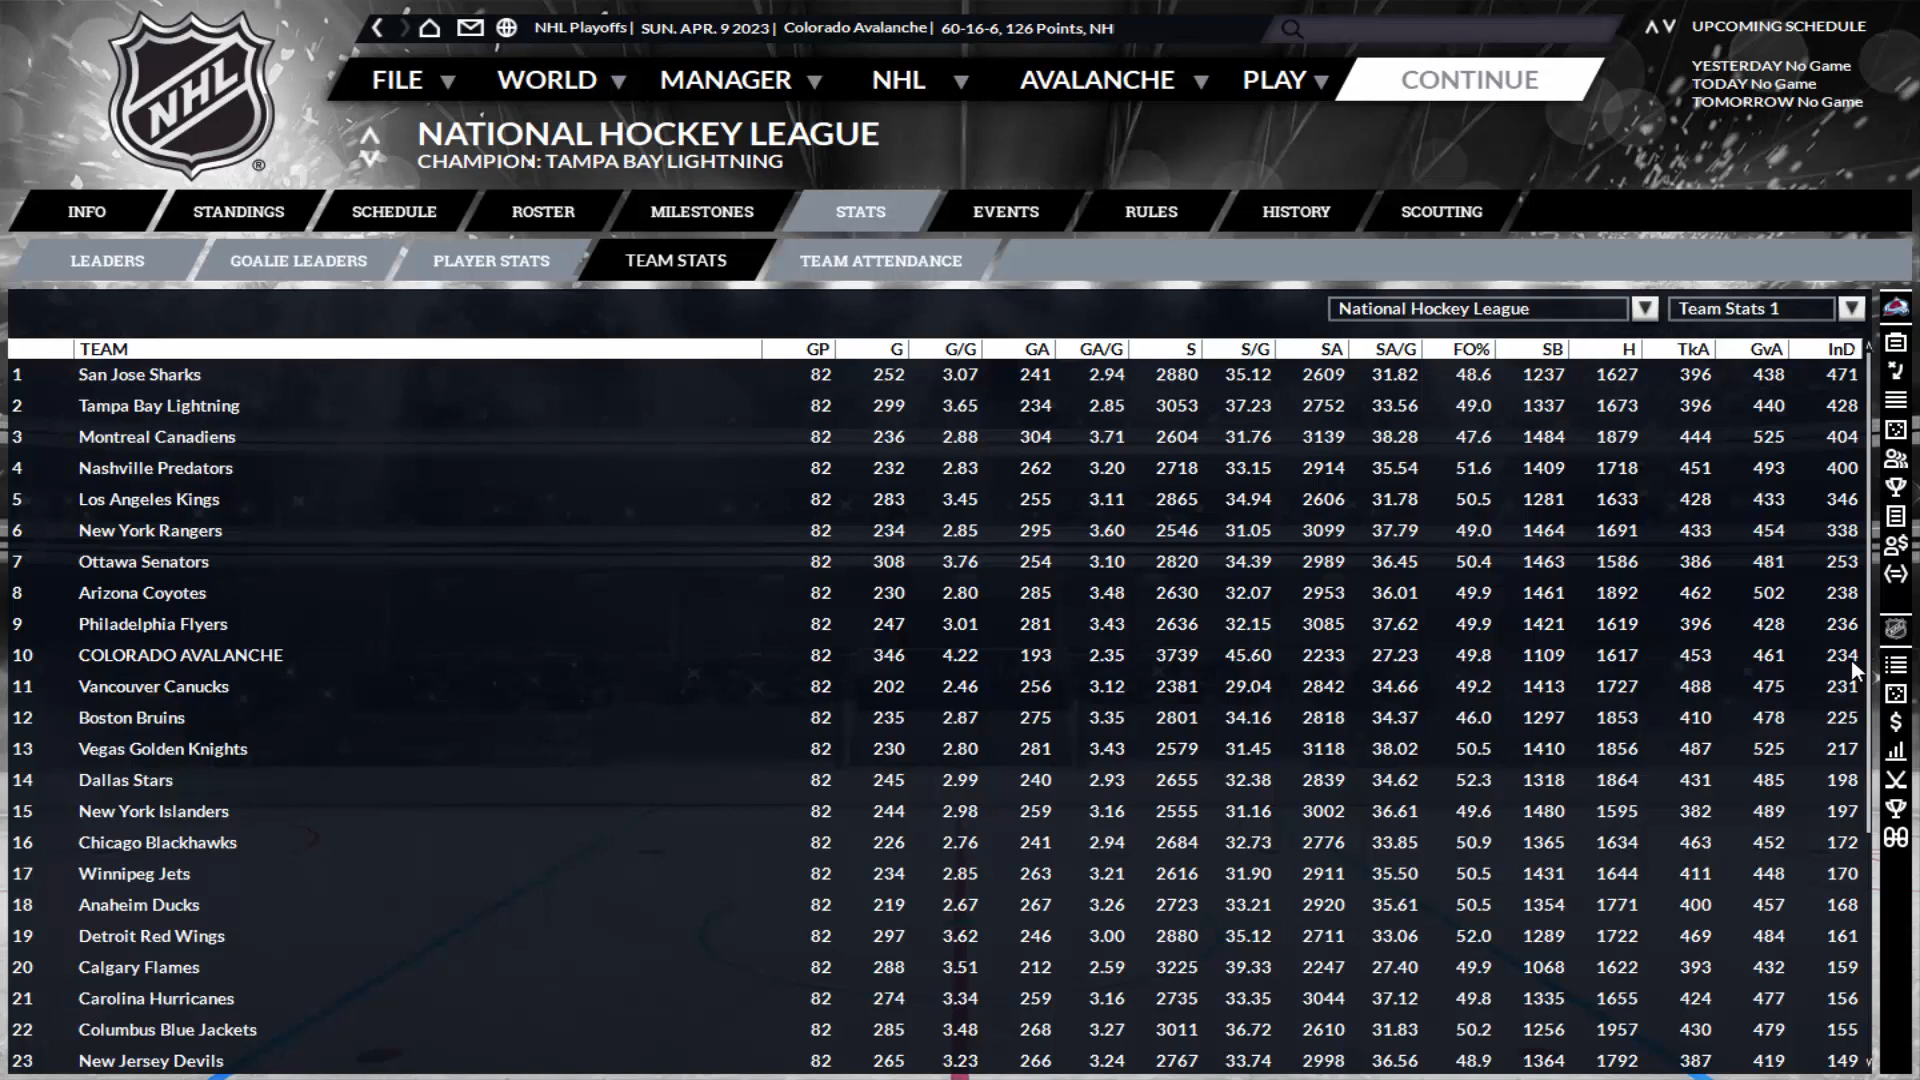 NHL Playoffs | SUN. APR. 9 2023 | Colorado Avalanche | 60-16-6, 126 Points, NH
UPCOMING SCHEDULE
YESTERDAY No Game
TODAY No Game
TOMORROW No Game
FILE WORLD MANAGER NHL AVALANCHE PLAY CONTINUE
NHL
®
NATIONAL HOCKEY LEAGUE
CHAMPION: TAMPA BAY LIGHTNING
INFO STANDINGS SCHEDULE ROSTER MILESTONES STATS EVENTS RULES HISTORY SCOUTING
LEADERS GOALIE LEADERS PLAYER STATS TEAM STATS TEAM ATTENDANCE
National Hockey League Team Stats 1
TEAM GP G G/G GA GA/G S S/G SA SA/G FO% SB H TkA GvA InD
1 San Jose Sharks 82 252 3.07 241 2.94 2880 35.12 2609 31.82 48.6 1237 1627 396 438 471
2 Tampa Bay Lightning 82 299 3.65 234 2.85 3053 37.23 2752 33.56 49.0 1337 1673 396 440 428
3 Montreal Canadiens 82 236 2.88 304 3.71 2604 31.76 3139 38.28 47.6 1484 1879 444 525 404
4 Nashville Predators 82 232 2.83 262 3.20 2718 33.15 2914 35.54 51.6 1409 1718 451 493 400
5 Los Angeles Kings 82 283 3.45 255 3.11 2865 34.94 2606 31.78 50.5 1281 1633 428 433 346
6 New York Rangers 82 234 2.85 295 3.60 2546 31.05 3099 37.79 49.0 1464 1691 433 454 338
7 Ottawa Senators 82 308 3.76 254 3.10 2820 34.39 2989 36.45 50.4 1463 1586 386 481 253
8 Arizona Coyotes 82 230 2.80 285 3.48 2630 32.07 2953 36.01 49.9 1461 1892 462 502 238
9 Philadelphia Flyers 82 247 3.01 281 3.43 2636 32.15 3085 37.62 49.9 1421 1619 396 428 236
10 COLORADO AVALANCHE 82 346 4.22 193 2.35 3739 45.60 2233 27.23 49.8 1109 1617 453 461 234
11 Vancouver Canucks 82 202 2.46 256 3.12 2381 29.04 2842 34.66 49.2 1413 1727 488 475 231
12 Boston Bruins 82 235 2.87 275 3.35 2801 34.16 2818 34.37 46.0 1297 1853 410 478 225
13 Vegas Golden Knights 82 230 2.80 281 3.43 2579 31.45 3118 38.02 50.5 1410 1856 487 525 217
14 Dallas Stars 82 245 2.99 240 2.93 2655 32.38 2839 34.62 52.3 1318 1864 431 485 198
15 New York Islanders 82 244 2.98 259 3.16 2555 31.16 3002 36.61 49.6 1480 1595 382 489 197
16 Chicago Blackhawks 82 226 2.76 241 2.94 2684 32.73 2776 33.85 50.9 1365 1634 463 452 172
17 Winnipeg Jets 82 234 2.85 263 3.21 2616 31.90 2911 35.50 50.5 1431 1644 411 448 170
18 Anaheim Ducks 82 219 2.67 267 3.26 2723 33.21 2920 35.61 50.5 1354 1771 400 457 168
19 Detroit Red Wings 82 297 3.62 246 3.00 2880 35.12 2711 33.06 52.0 1289 1722 469 484 161
20 Calgary Flames 82 288 3.51 212 2.59 3225 39.33 2247 27.40 49.9 1068 1622 393 432 159
21 Carolina Hurricanes 82 274 3.34 259 3.16 2735 33.35 3044 37.12 49.8 1335 1655 424 477 156
22 Columbus Blue Jackets 82 285 3.48 268 3.27 3011 36.72 2610 31.83 50.2 1256 1957 430 479 155
23 New Jersey Devils 82 265 3.23 266 3.24 2767 33.74 2998 36.56 48.9 1364 1792 387 419 149